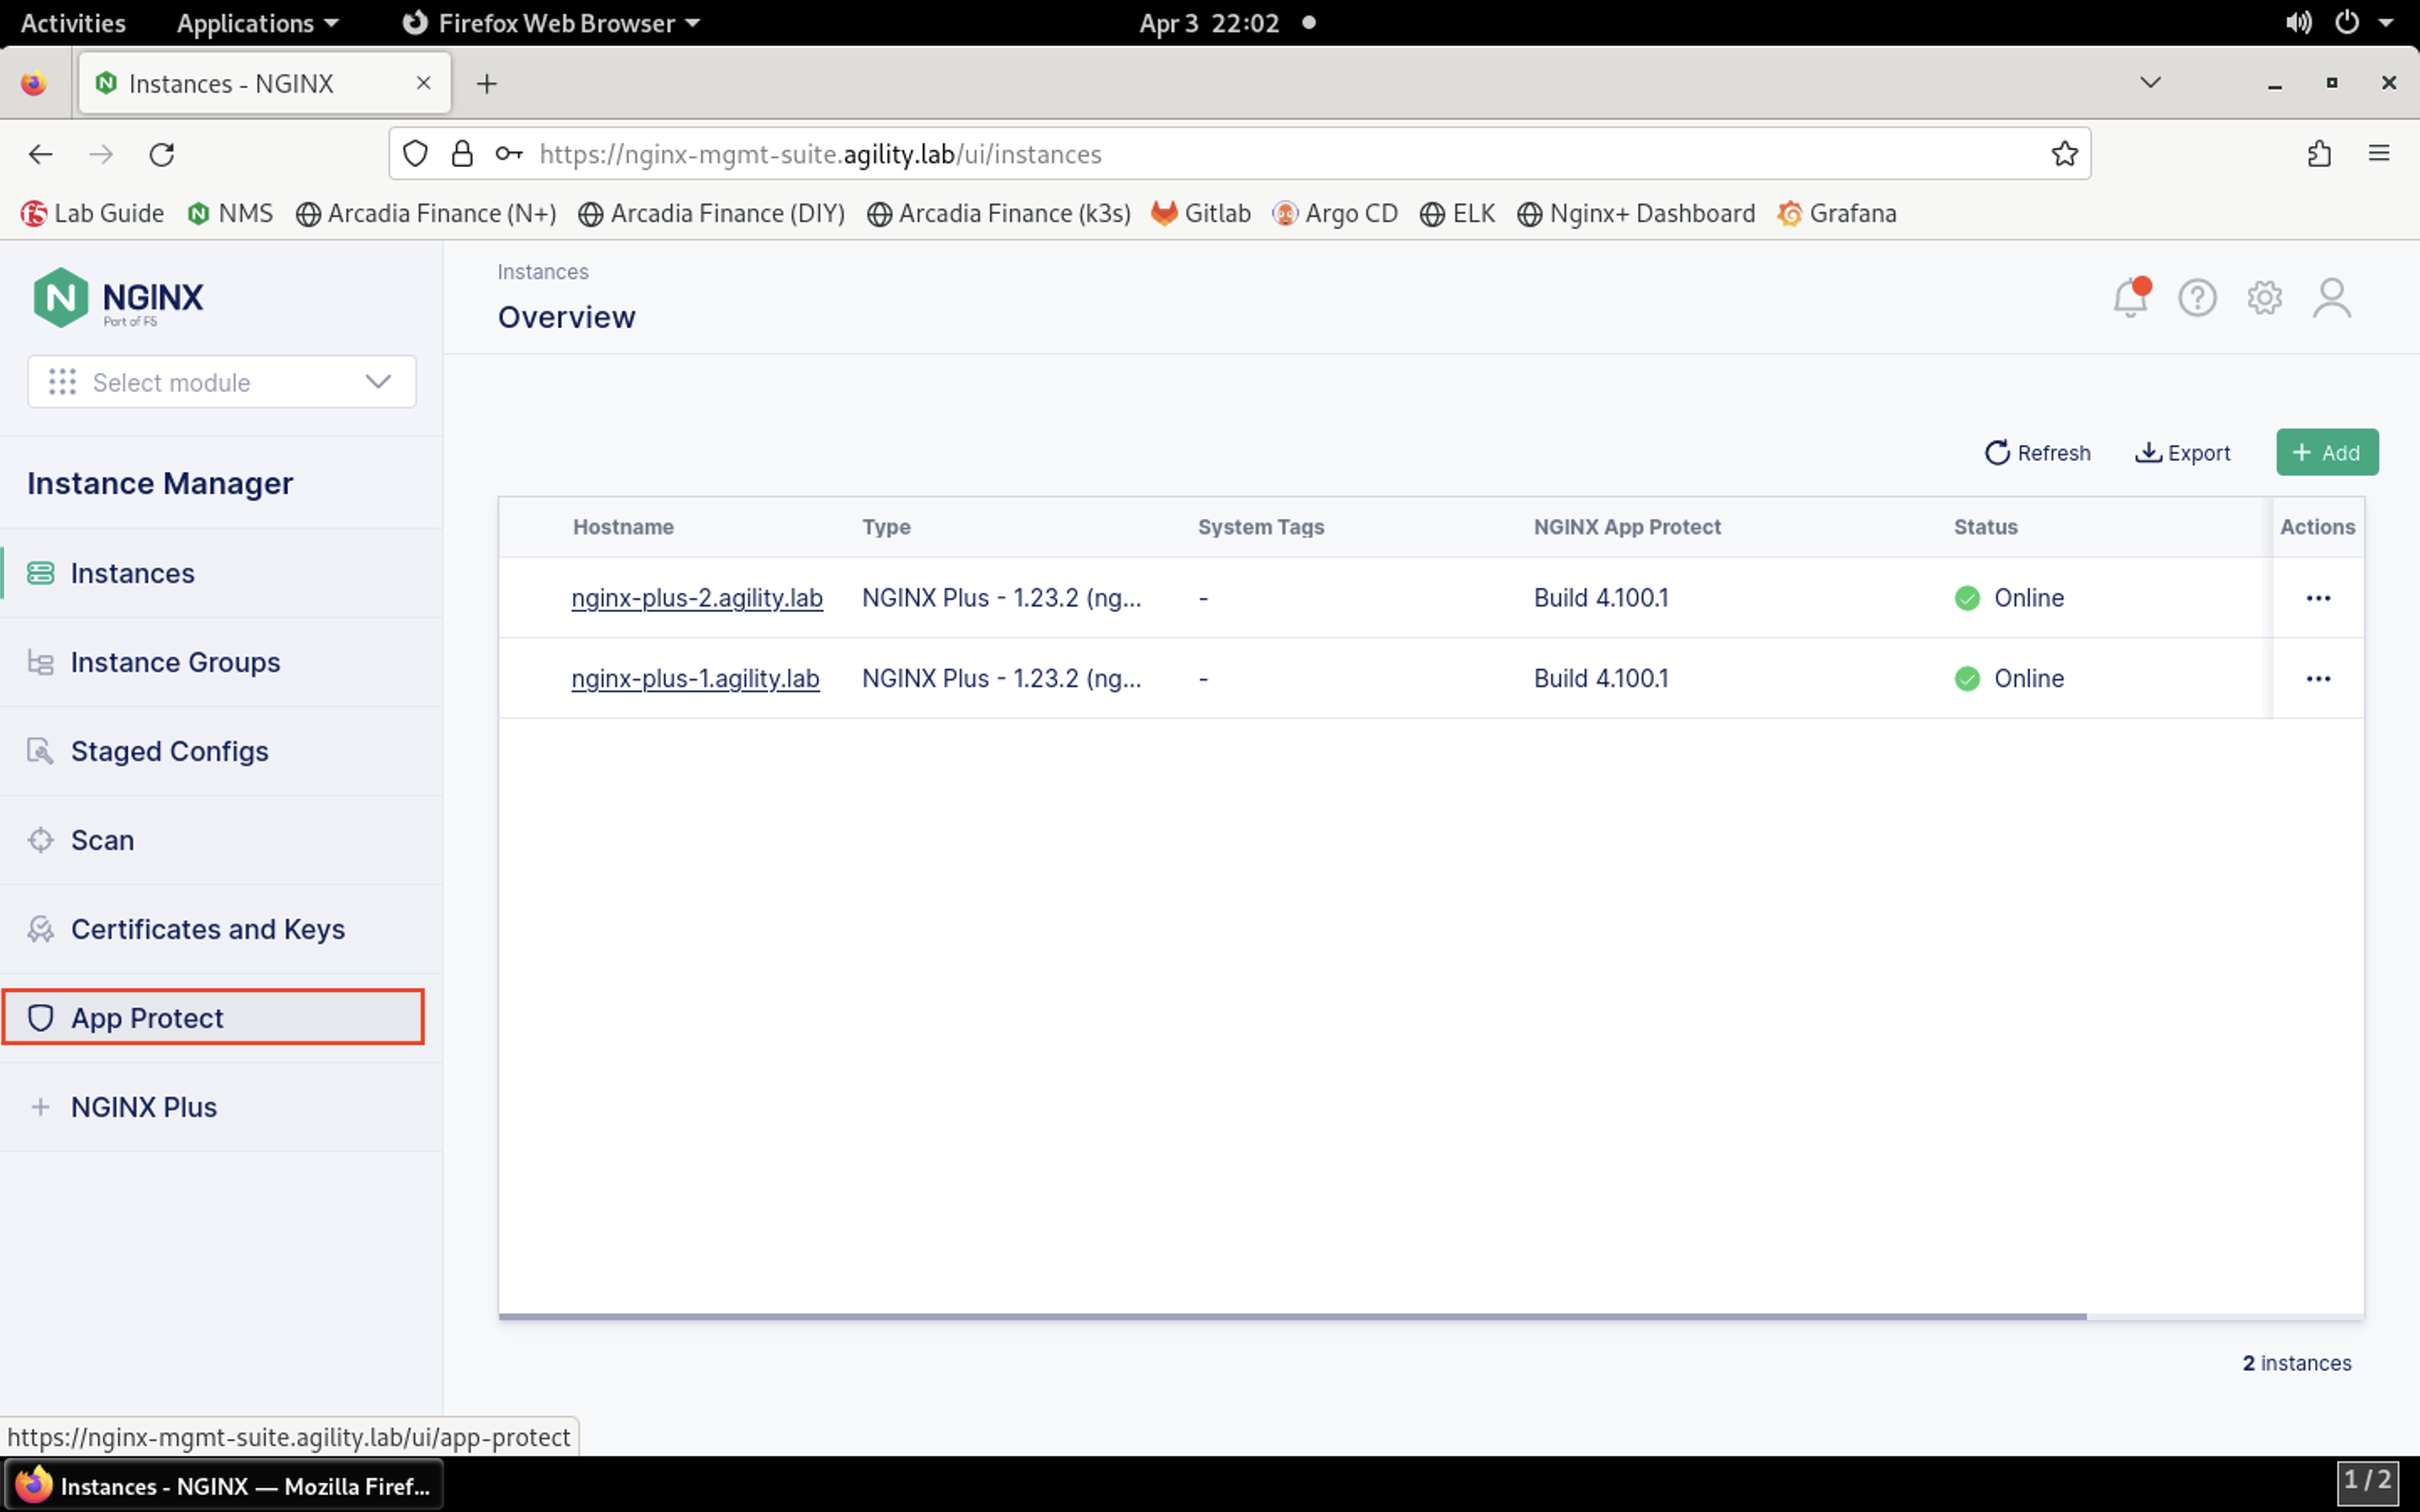 Activities Applications Firefox Web Browser Apr 3 22:02
Instances - NGINX
https://nginx-mgmt-suite.agility.lab/ui/instances
Lab Guide NMS Arcadia Finance (N+) Arcadia Finance (DIY) Arcadia Finance (k3s) Gitlab Argo CD ELK Nginx+ Dashboard Grafana
NGINX
Part of F5
Select module
Instance Manager
Instances
Instance Groups
Staged Configs
Scan
Certificates and Keys
App Protect
NGINX Plus
Instances
Overview
Refresh Export + Add
Hostname Type System Tags NGINX App Protect Status Actions
nginx-plus-2.agility.lab NGINX Plus - 1.23.2 (ng... - Build 4.100.1 Online ...
nginx-plus-1.agility.lab NGINX Plus - 1.23.2 (ng... - Build 4.100.1 Online ...
2 instances
https://nginx-mgmt-suite.agility.lab/ui/app-protect
Instances - NGINX — Mozilla Firef... 1 / 2